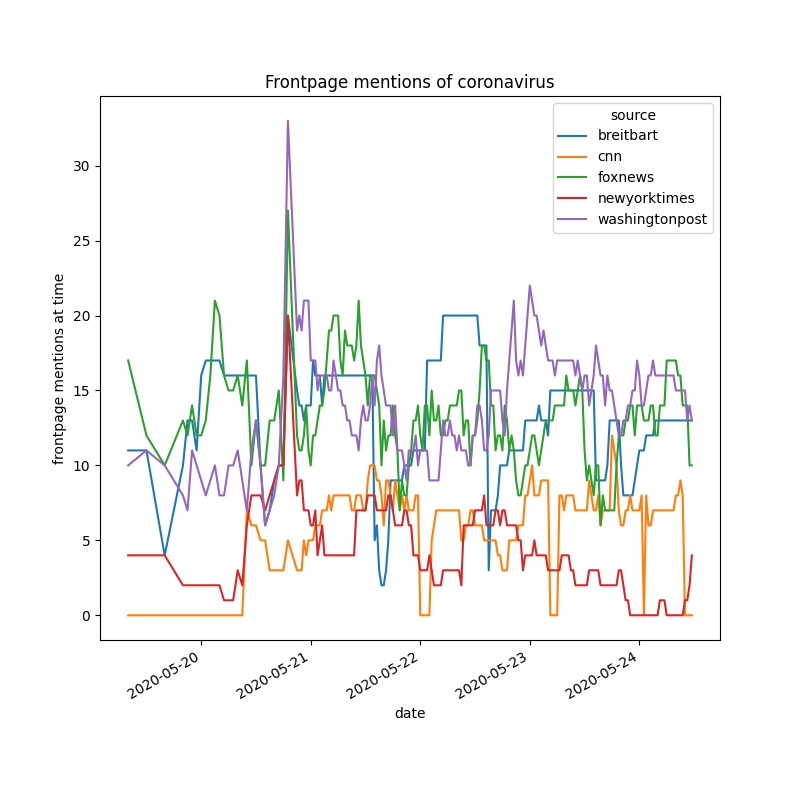 Frontpage mentions of coronavirus
source
breitbart
cnn
foxnews
newyorktimes
washingtonpost
frontpage mentions at time
30
25
20
15
10
5
0
2020-05-20
2020-05-21
2020-05-22
2020-05-23
2020-05-24
date